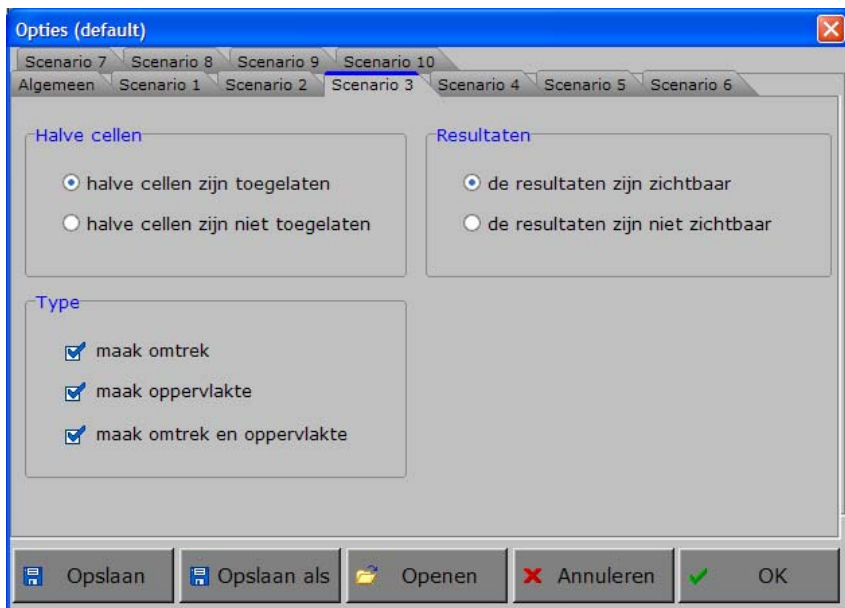 Opties (default)
Scenario 7 Scenario 8 Scenario 9 Scenario 10
Algemeen Scenario 1 Scenario 2 Scenario 3 Scenario 4 Scenario 5 Scenario 6
Halve cellen
halve cellen zijn toegelaten
halve cellen zijn niet toegelaten
Resultaten
de resultaten zijn zichtbaar
de resultaten zijn niet zichtbaar
Type
maak omtrek
maak oppervlakte
maak omtrek en oppervlakte
Opslaan Opslaan als Openen Annuleren OK